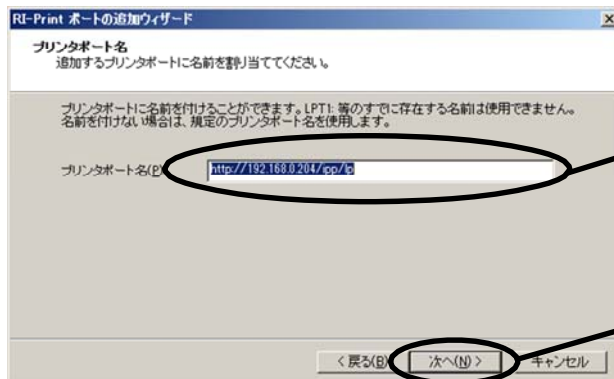 RI-Print ポートの追加ウィザード
プリンタポート名
追加するプリンタポートに名前を割り当ててください。
プリンタポートに名前を付けることができます。LPT1: 等のすでに存在する名前は使用できません。
名前を付けない場合は、規定のプリンタポート名を使用します。
プリンタポート名(P)
http://192.168.0.204/ipp/lp
< 戻る(B)
次へ(N) >
キャンセル